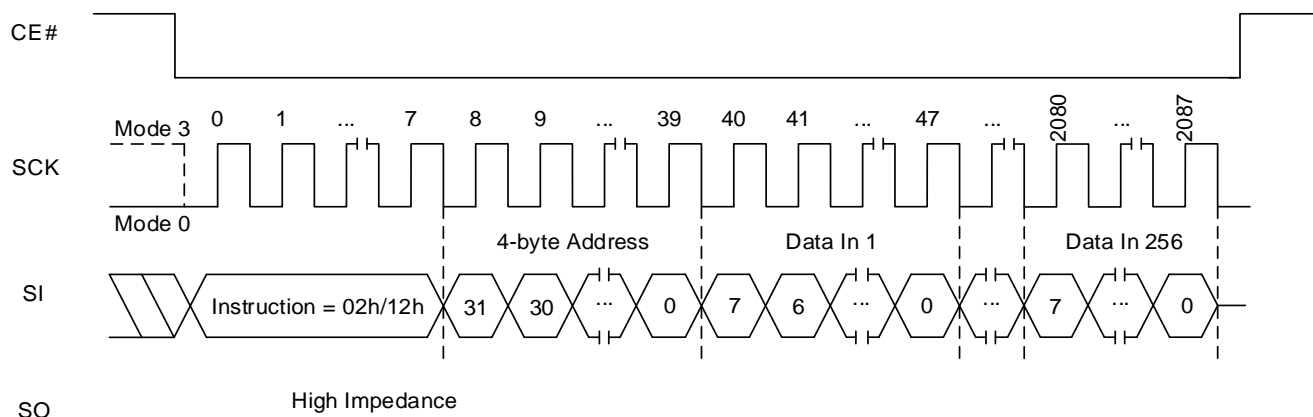 CE#
0 1 ... 7 8 9 ... 39 40 41 ... 47 ... 2080 ... 2087
Mode 3
SCK
Mode 0
4-byte Address Data In 1 Data In 256
SI
Instruction = 02h/12h 31 30 ... 0 7 6 ... 0 ... 7 ... 0
High Impedance
SO